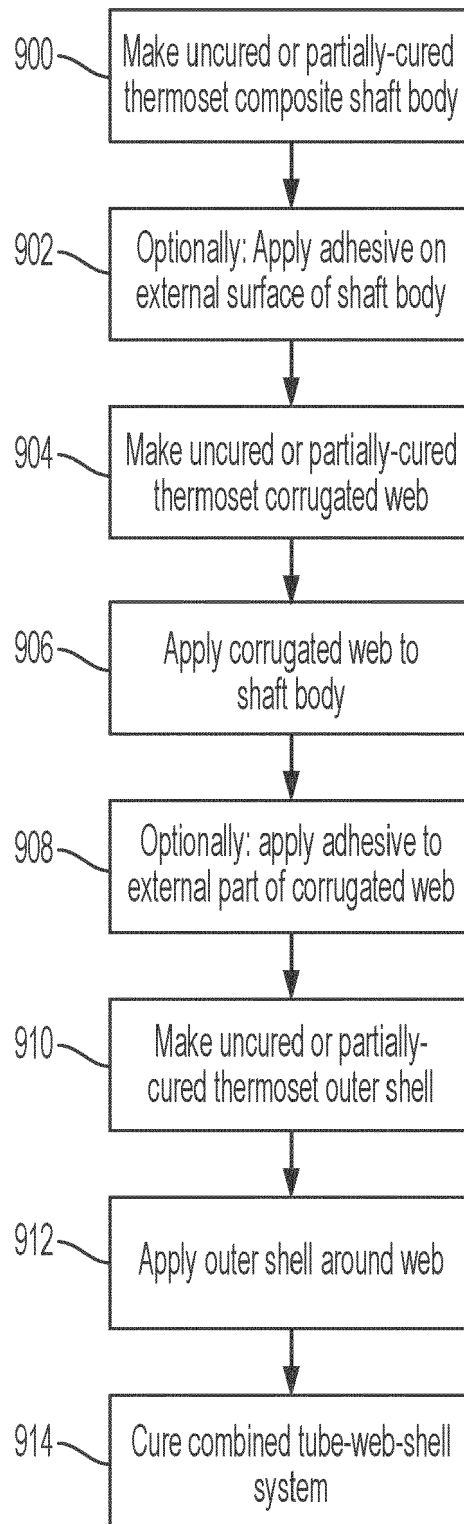 900
Make uncured or partially-cured
thermoset composite shaft body
902
Optionally: Apply adhesive on
external surface of shaft body
904
Make uncured or partially-cured
thermoset corrugated web
906
Apply corrugated web to
shaft body
908
Optionally: apply adhesive to
external part of corrugated web
910
Make uncured or partially-
cured thermoset outer shell
912
Apply outer shell around web
914
Cure combined tube-web-shell
system